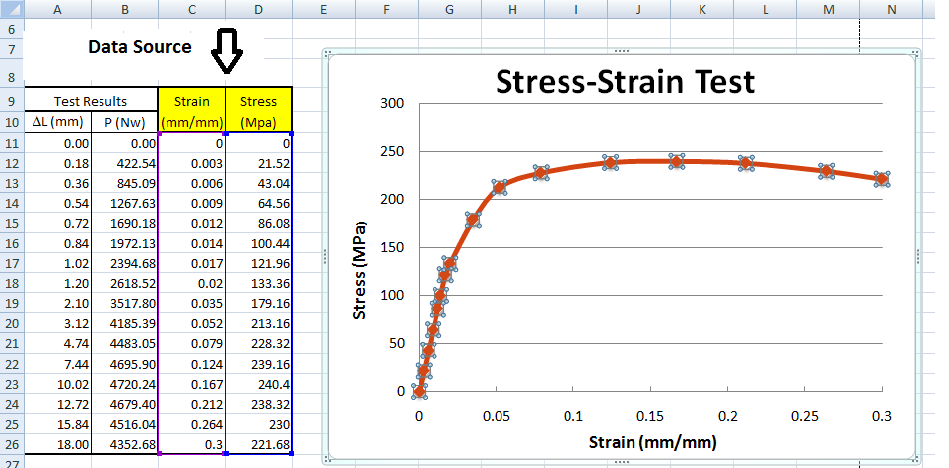 A B C D E F G H I J K L M N
6
7 Data Source
8
9 Test Results Strain Stress
10 ΔL (mm) P (Nw) (mm/mm) (Mpa)
11 0.00 0.00 0 0
12 0.18 422.54 0.003 21.52
13 0.36 845.09 0.006 43.04
14 0.54 1267.63 0.009 64.56
15 0.72 1690.18 0.012 86.08
16 0.84 1972.13 0.014 100.44
17 1.02 2394.68 0.017 121.96
18 1.20 2618.52 0.02 133.36
19 2.10 3517.80 0.035 179.16
20 3.12 4185.39 0.052 213.16
21 4.74 4483.05 0.079 228.32
22 7.44 4695.90 0.124 239.16
23 10.02 4720.24 0.167 240.4
24 12.72 4679.40 0.212 238.32
25 15.84 4516.04 0.264 230
26 18.00 4352.68 0.3 221.68
27
Stress-Strain Test
300
250
200
150
100
50
0
Stress (MPa)
0 0.05 0.1 0.15 0.2 0.25 0.3
Strain (mm/mm)